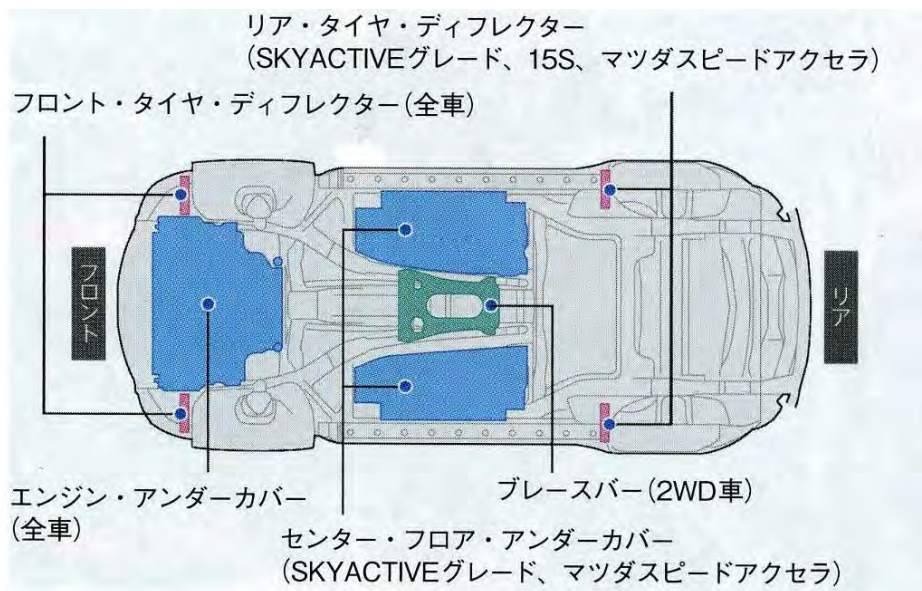 リア・タイヤ・ディフレクター
(SKYACTIVEグレード、15S、マツダスピードアクセラ)
フロント・タイヤ・ディフレクター(全車)
フロント
リア
エンジン・アンダーカバー
(全車)
ブレースバー(2WD車)
センター・フロア・アンダーカバー
(SKYACTIVEグレード、マツダスピードアクセラ)